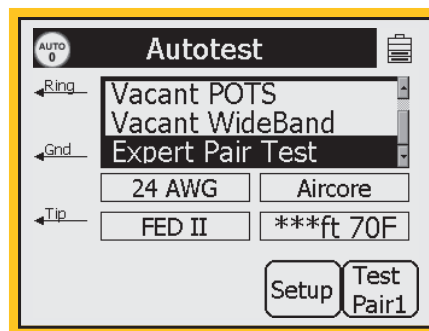 AUTO
0
Autotest
Ring
Vacant POTS
Vacant WideBand
Gnd
Expert Pair Test
24 AWG
Aircore
Tip
FED II
***ft 70F
Setup
Test
Pair1